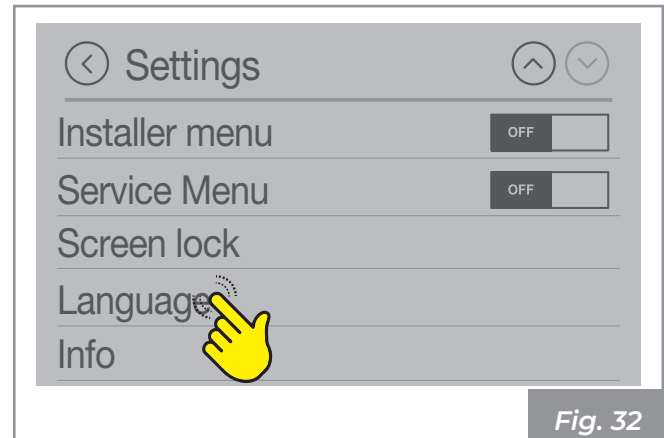 Settings
Installer menu OFF
Service Menu OFF
Screen lock
Language
Info
Fig. 32